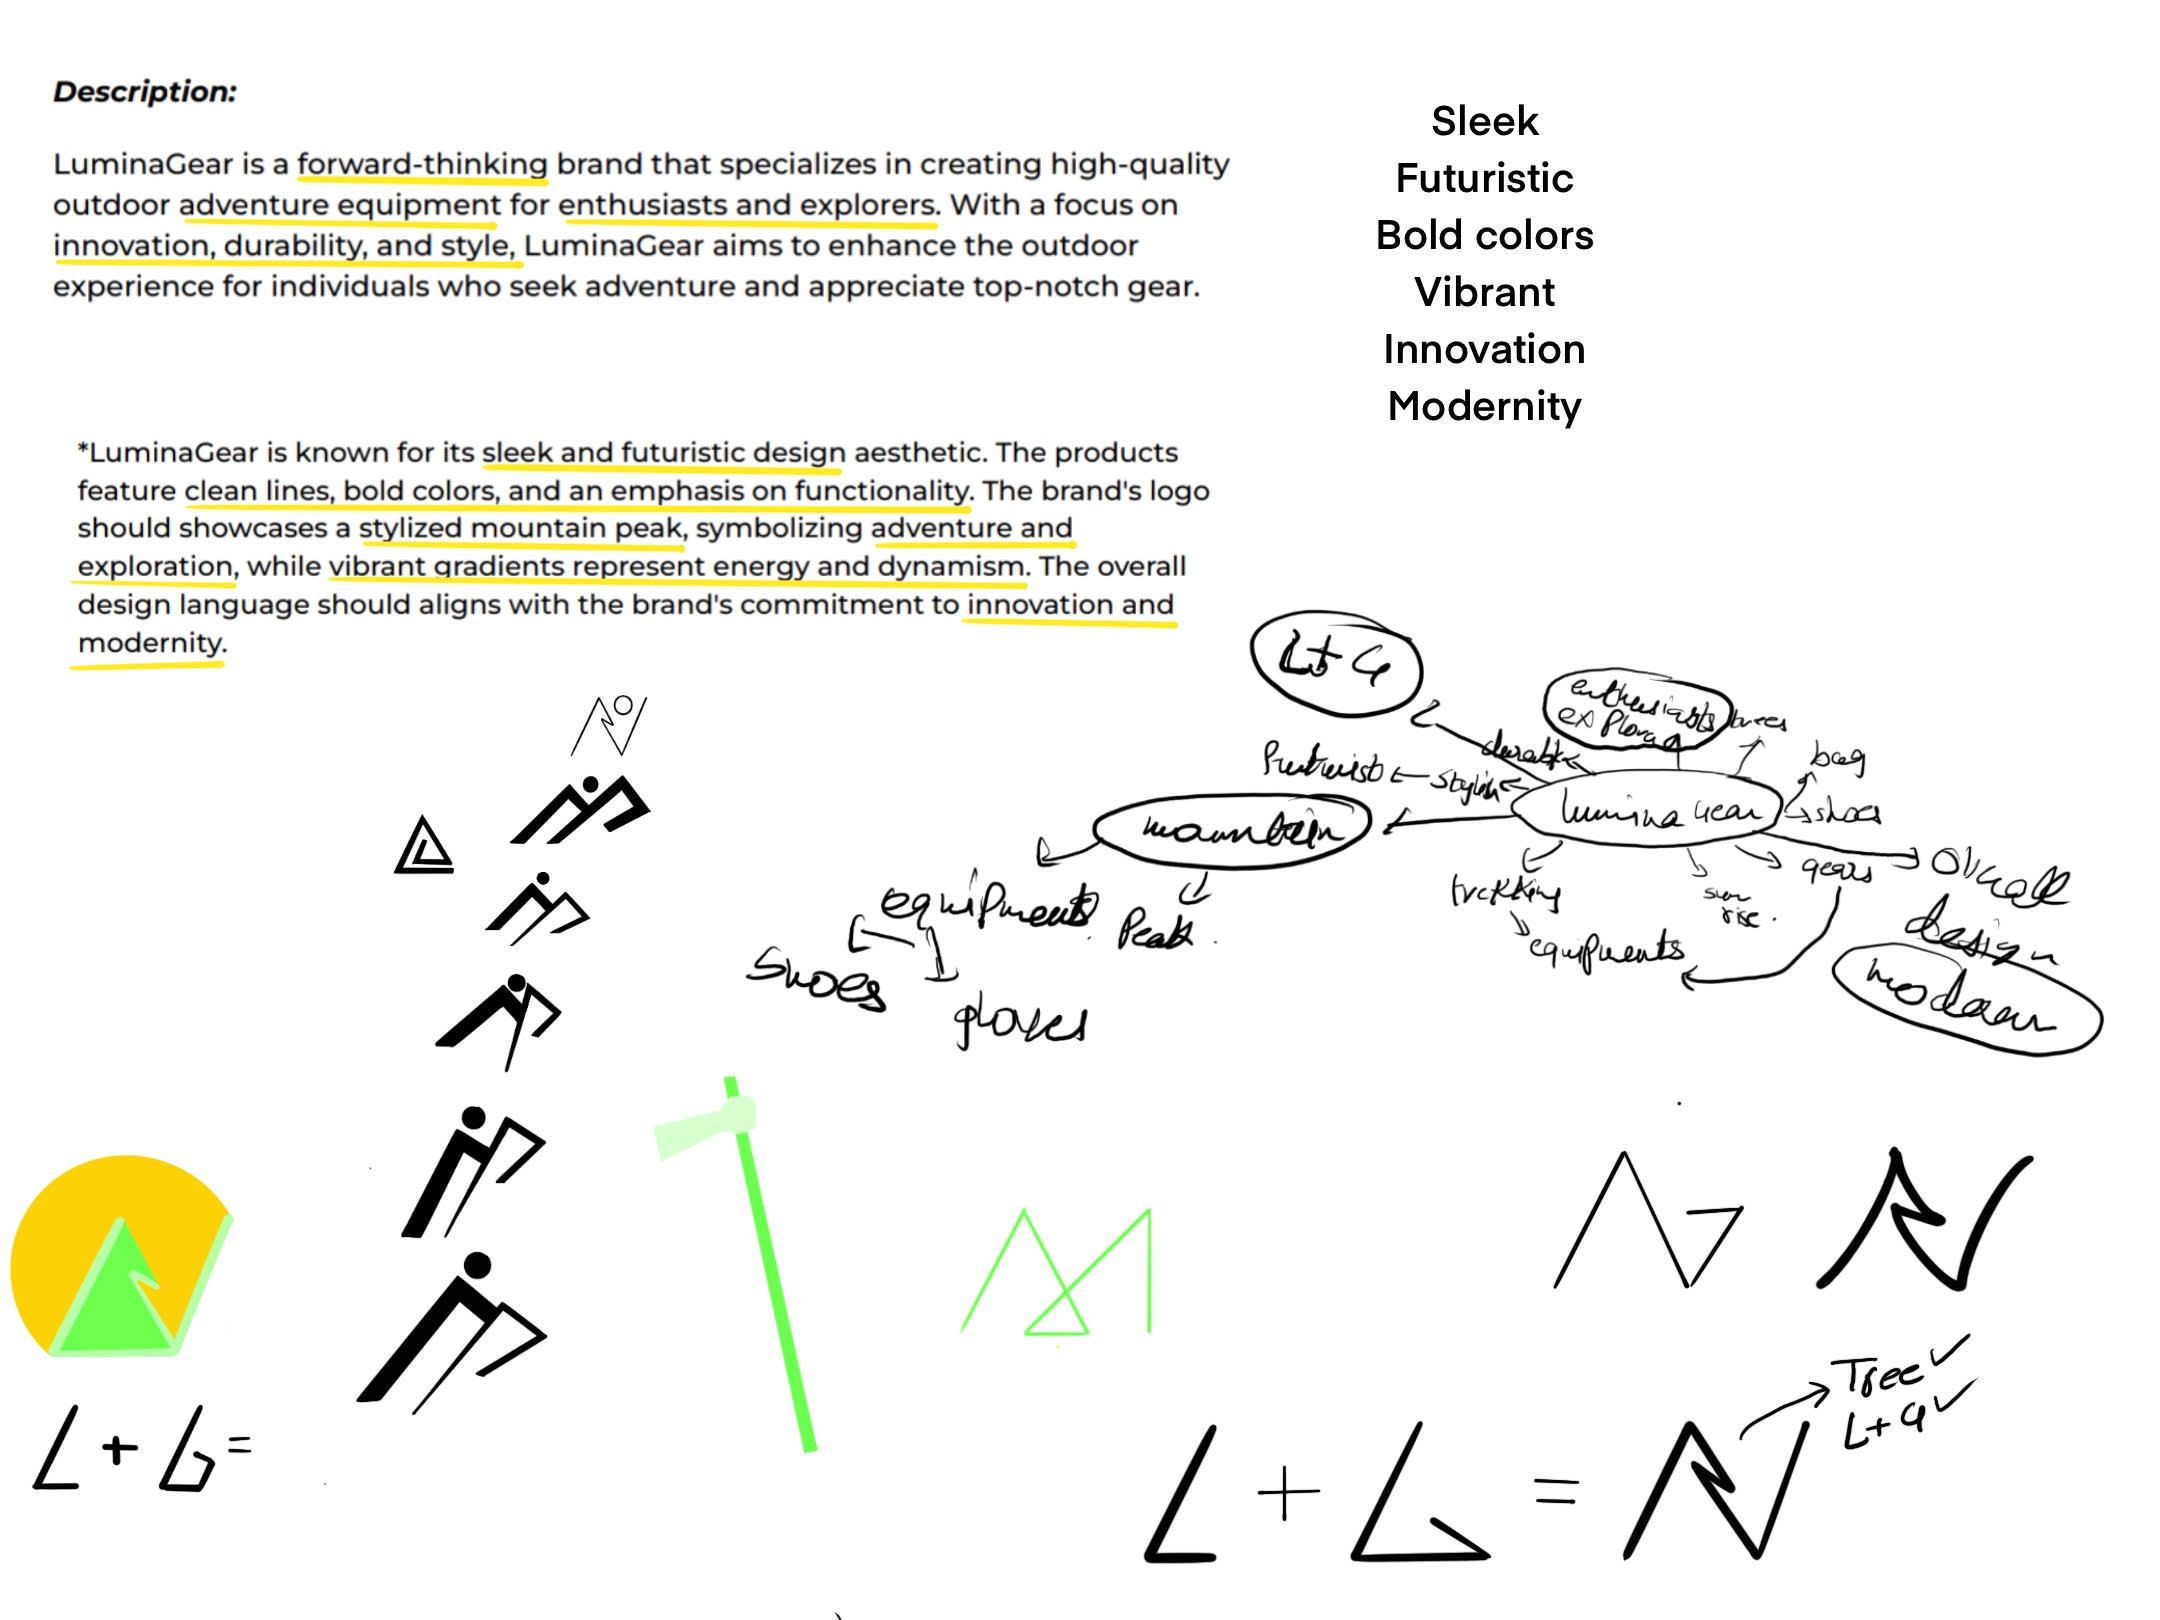 Description:
LuminaGear is a forward-thinking brand that specializes in creating high-quality
outdoor adventure equipment for enthusiasts and explorers. With a focus on
innovation, durability, and style, LuminaGear aims to enhance the outdoor
experience for individuals who seek adventure and appreciate top-notch gear.
Sleek
Futuristic
Bold colors
Vibrant
Innovation
Modernity
*LuminaGear is known for its sleek and futuristic design aesthetic. The products
feature clean lines, bold colors, and an emphasis on functionality. The brand's logo
should showcases a stylized mountain peak, symbolizing adventure and
exploration, while vibrant gradients represent energy and dynamism. The overall
design language should aligns with the brand's commitment to innovation and
modernity.
L+G
enthusiasts
trees
bag
stylish
mountain
lumina Gear
shoes
trekking
sun
rise.
gears
equipments
equipments
Peak.
design
shoes
gloves
Tree ✓
L+G ✓
L + G =
L + G =